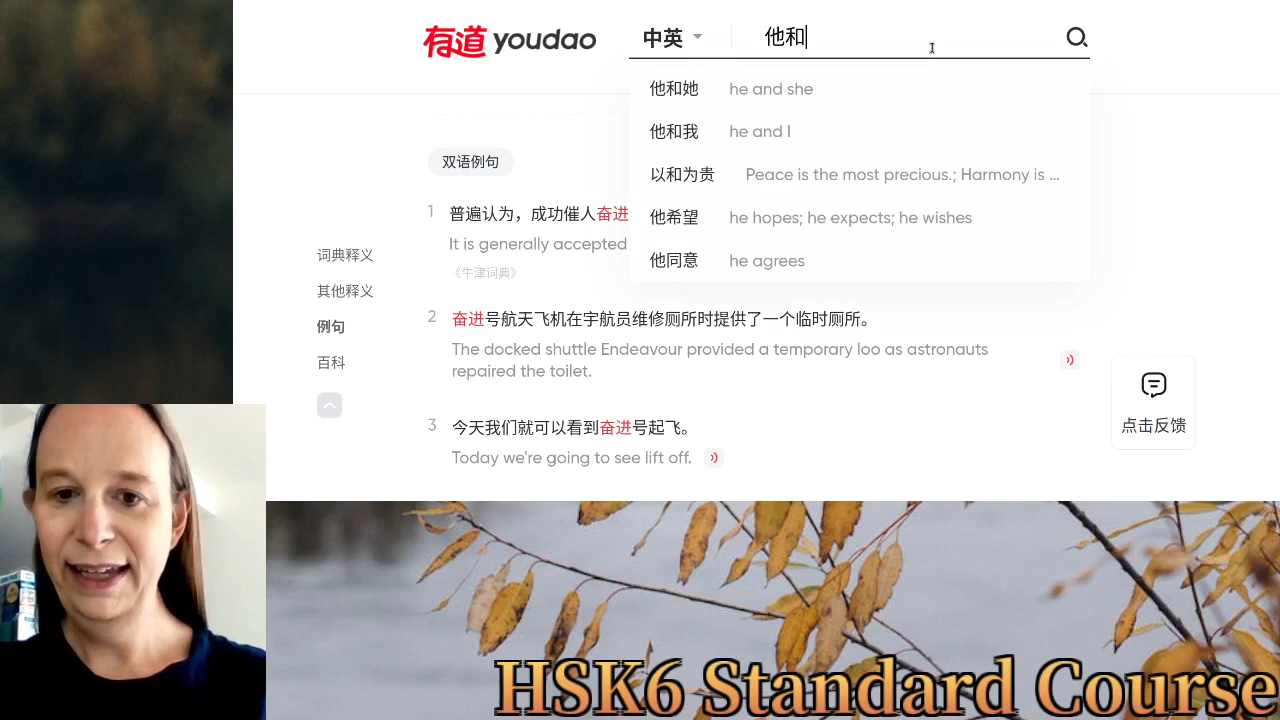 有道 youdao
中英
他和
他和她 he and she
他和我 he and I
以和为贵 Peace is the most precious.; Harmony is ...
他希望 he hopes; he expects; he wishes
他同意 he agrees
双语例句
1 普遍认为，成功催人奋进
It is generally accepted
《牛津词典》
2 奋进号航天飞机在宇航员维修厕所时提供了一个临时厕所。
The docked shuttle Endeavour provided a temporary loo as astronauts
repaired the toilet.
3 今天我们就可以看到奋进号起飞。
Today we're going to see lift off.
词典释义
其他释义
例句
百科
点击反馈
HSK6 Standard Course